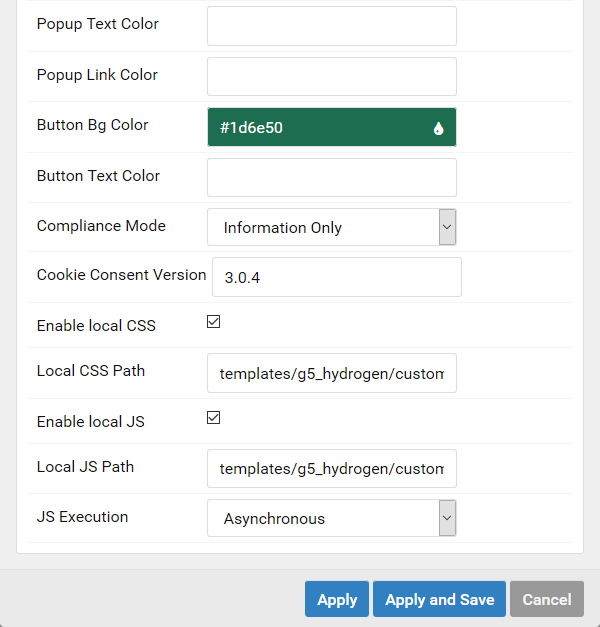 Popup Text Color
Popup Link Color
Button Bg Color #1d6e50
Button Text Color
Compliance Mode Information Only
Cookie Consent Version 3.0.4
Enable local CSS
Local CSS Path templates/g5_hydrogen/custom
Enable local JS
Local JS Path templates/g5_hydrogen/custom
JS Execution Asynchronous
Apply Apply and Save Cancel